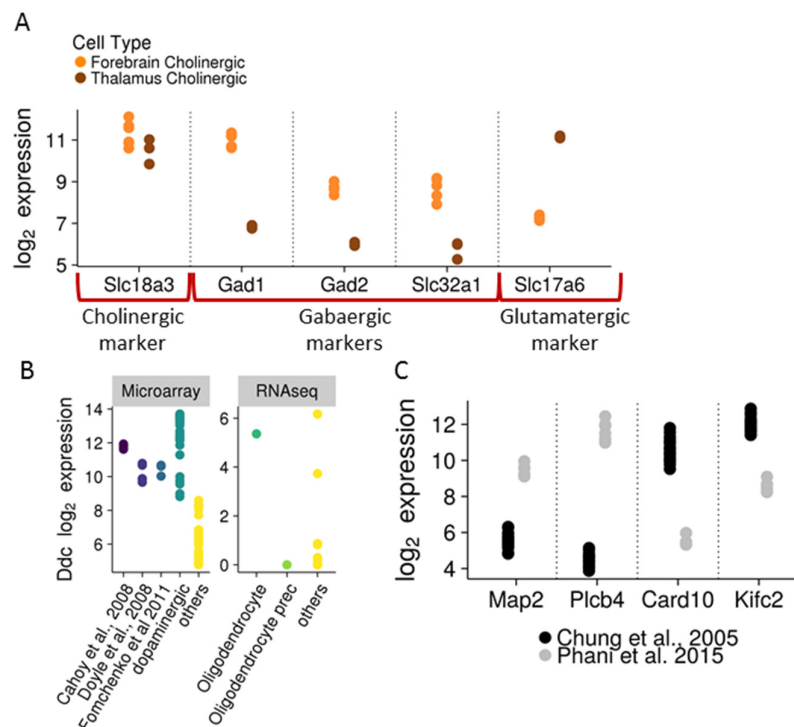 A
Cell Type
Forebrain Cholinergic
Thalamus Cholinergic
log2 expression
11
9
7
5
Slc18a3 Gad1 Gad2 Slc32a1 Slc17a6
Cholinergic Gabaergic Glutamatergic
marker markers marker
B
Microarray RNAseq
Ddc log2 expression
14
12
10
8
6
6
4
2
0
Cahoy et al., 2008
Doyle et al., 2008
Fomchenko et al 2011
dopaminergic
others
Oligodendrocyte
Oligodendrocyte prec
others
C
log2 expression
12
10
8
6
4
Map2 Plcb4 Card10 Kifc2
Chung et al., 2005
Phani et al. 2015